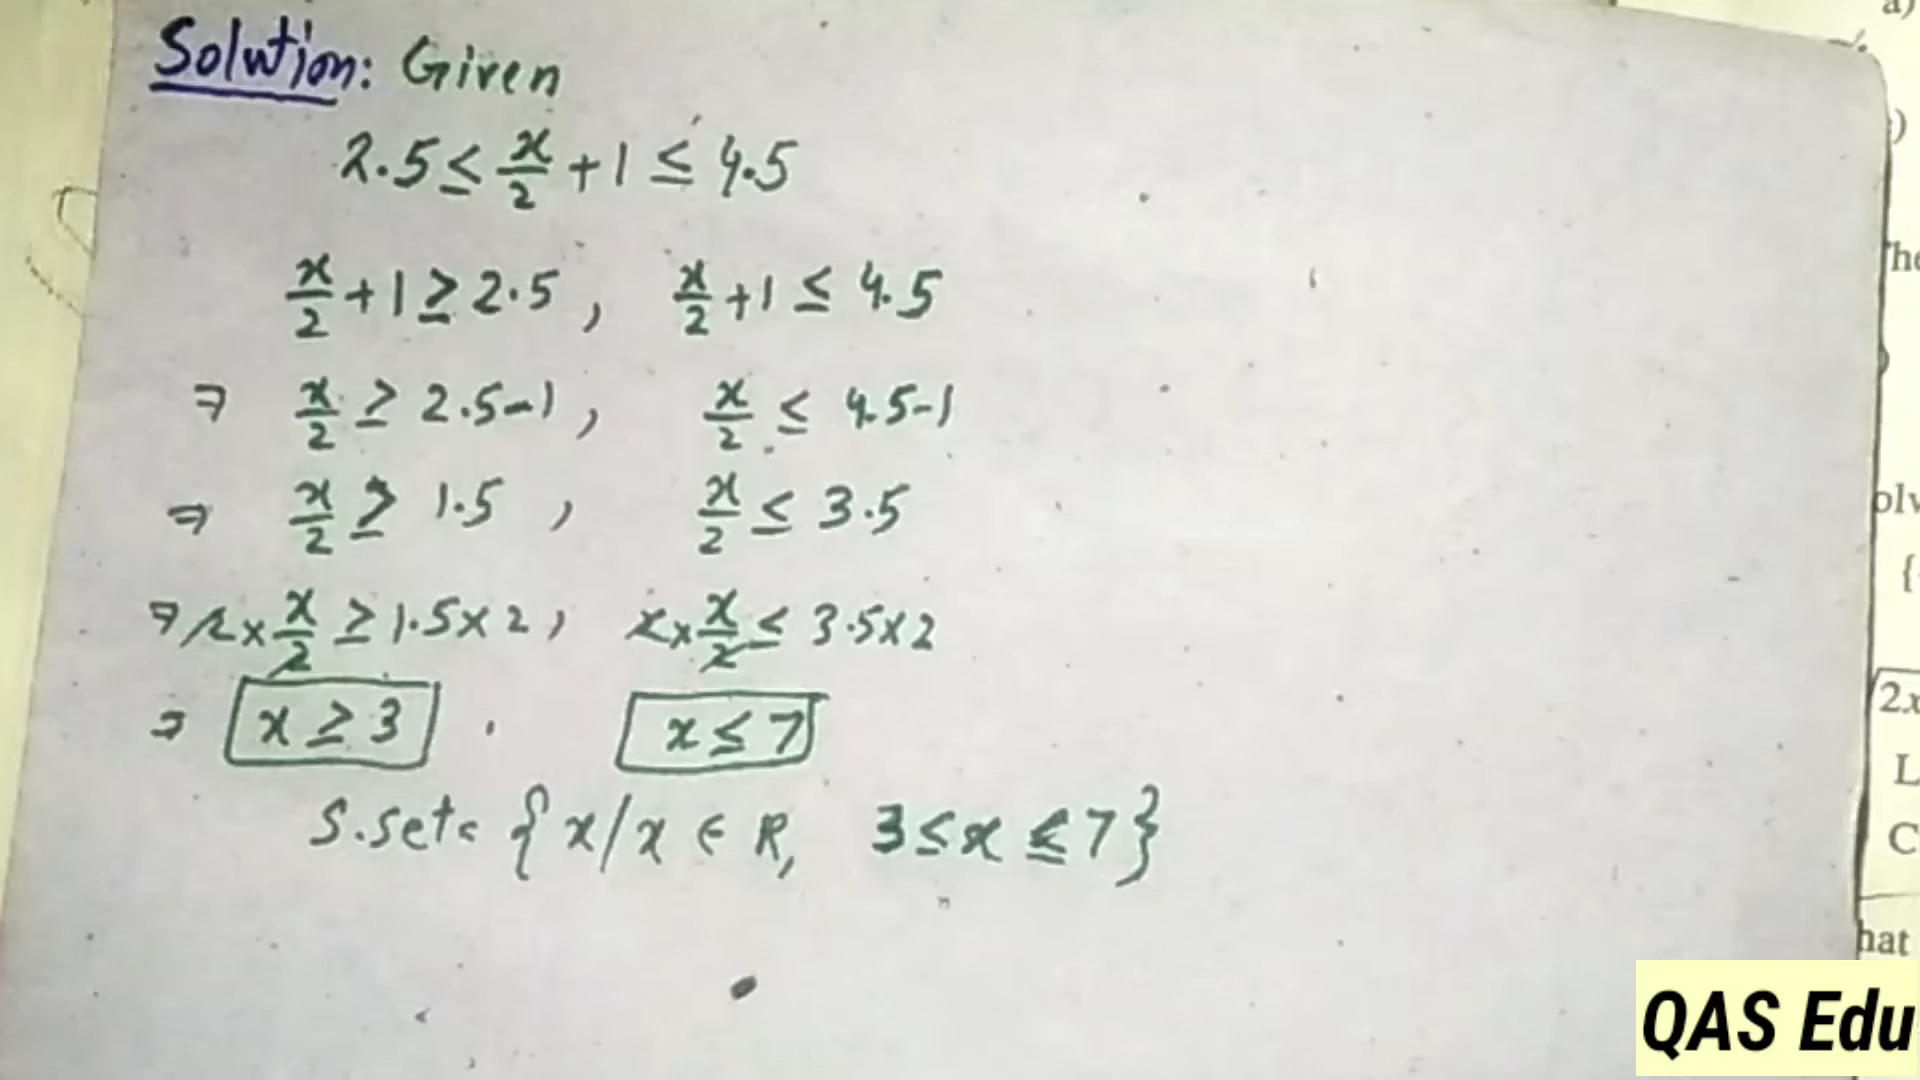 Solution: Given
2.5 ≤ x/2 + 1 ≤ 4.5
x/2 + 1 ≥ 2.5 , x/2 + 1 ≤ 4.5
⇒ x/2 ≥ 2.5-1 , x/2 ≤ 4.5-1
⇒ x/2 ≥ 1.5 , x/2 ≤ 3.5
⇒ 2 × x/2 ≥ 1.5×2 , 2 × x/2 ≤ 3.5×2
⇒ x ≥ 3 . x ≤ 7
S.set = {x/x ∈ R, 3 ≤ x ≤ 7}
a)
{
2x
L
C
QAS Edu